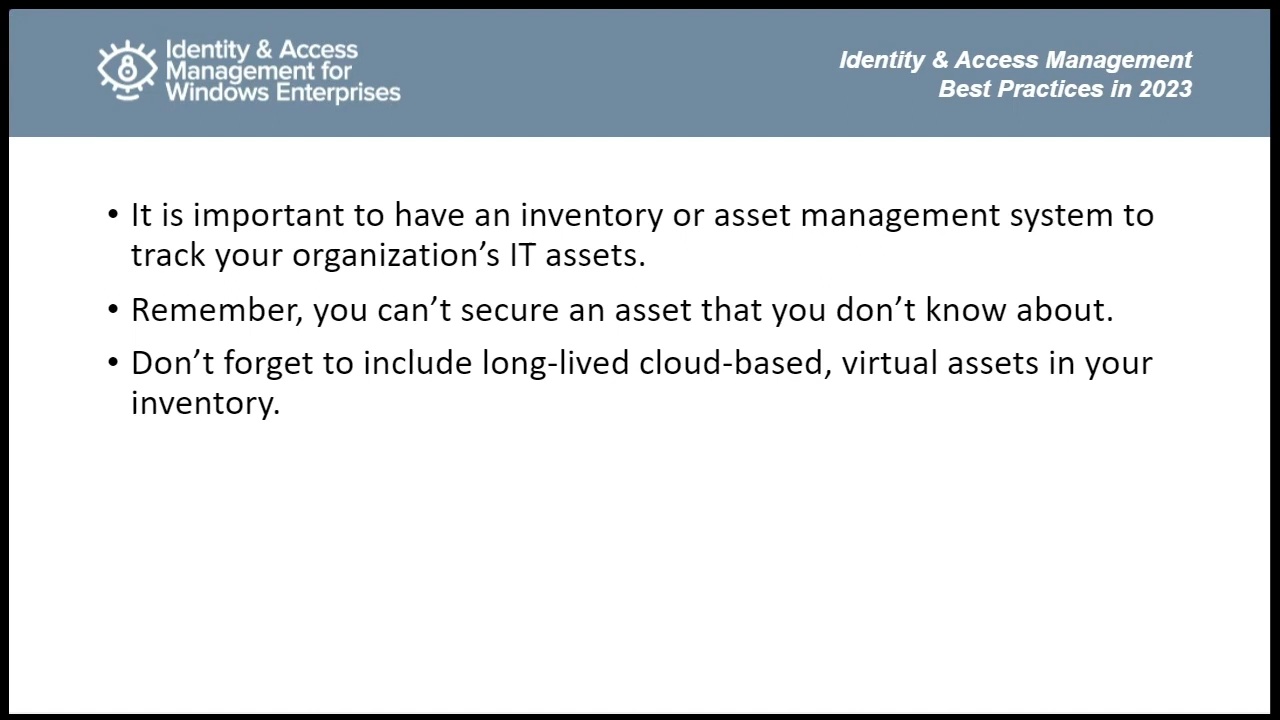 Identity & Access
Management for
Windows Enterprises
Identity & Access Management
Best Practices in 2023
• It is important to have an inventory or asset management system to
track your organization’s IT assets.
• Remember, you can’t secure an asset that you don’t know about.
• Don’t forget to include long-lived cloud-based, virtual assets in your
inventory.